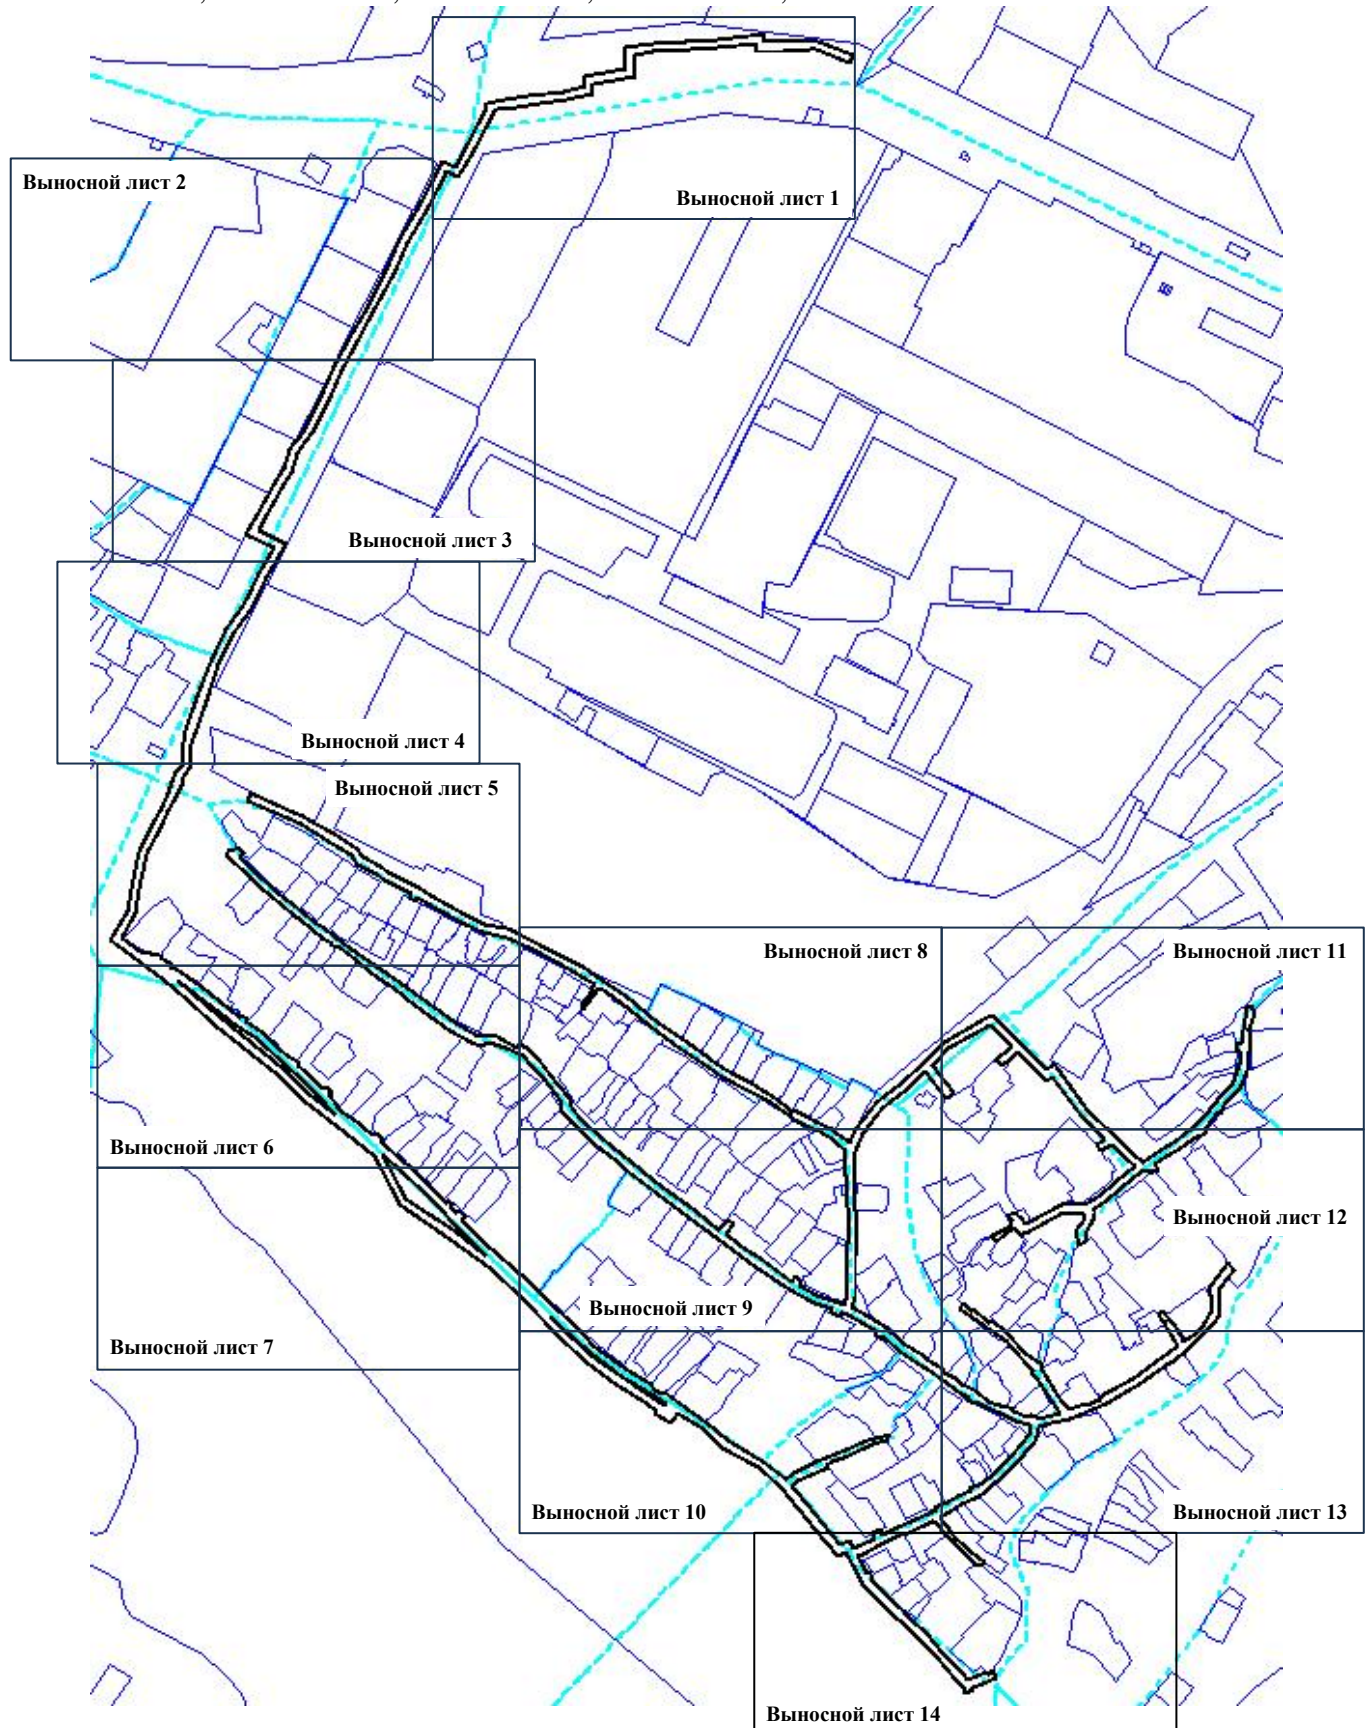 Выносной лист 2
Выносной лист 1
Выносной лист 3
Выносной лист 4
Выносной лист 5
Выносной лист 8
Выносной лист 11
Выносной лист 6
Выносной лист 12
Выносной лист 9
Выносной лист 7
Выносной лист 10
Выносной лист 13
Выносной лист 14